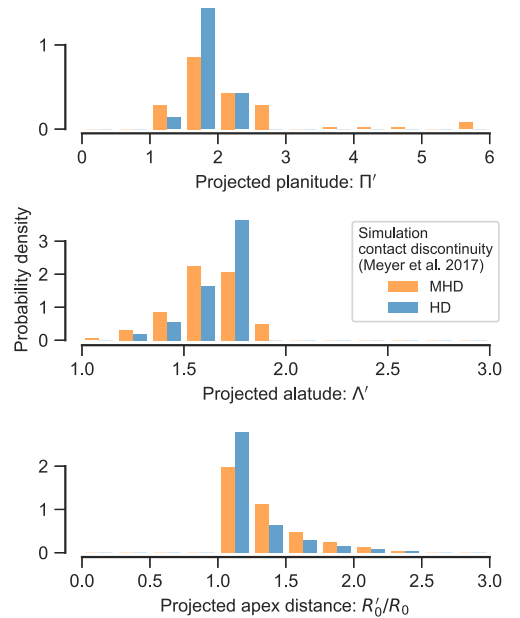 1
0
0 1 2 3 4 5 6
Projected planitude: Π′
Probability density
3
2
1
0
Simulation
contact discontinuity
(Meyer et al. 2017)
MHD
HD
1.0 1.5 2.0 2.5 3.0
Projected alatude: Λ′
2
1
0
0.0 0.5 1.0 1.5 2.0 2.5 3.0
Projected apex distance: R′0/R0